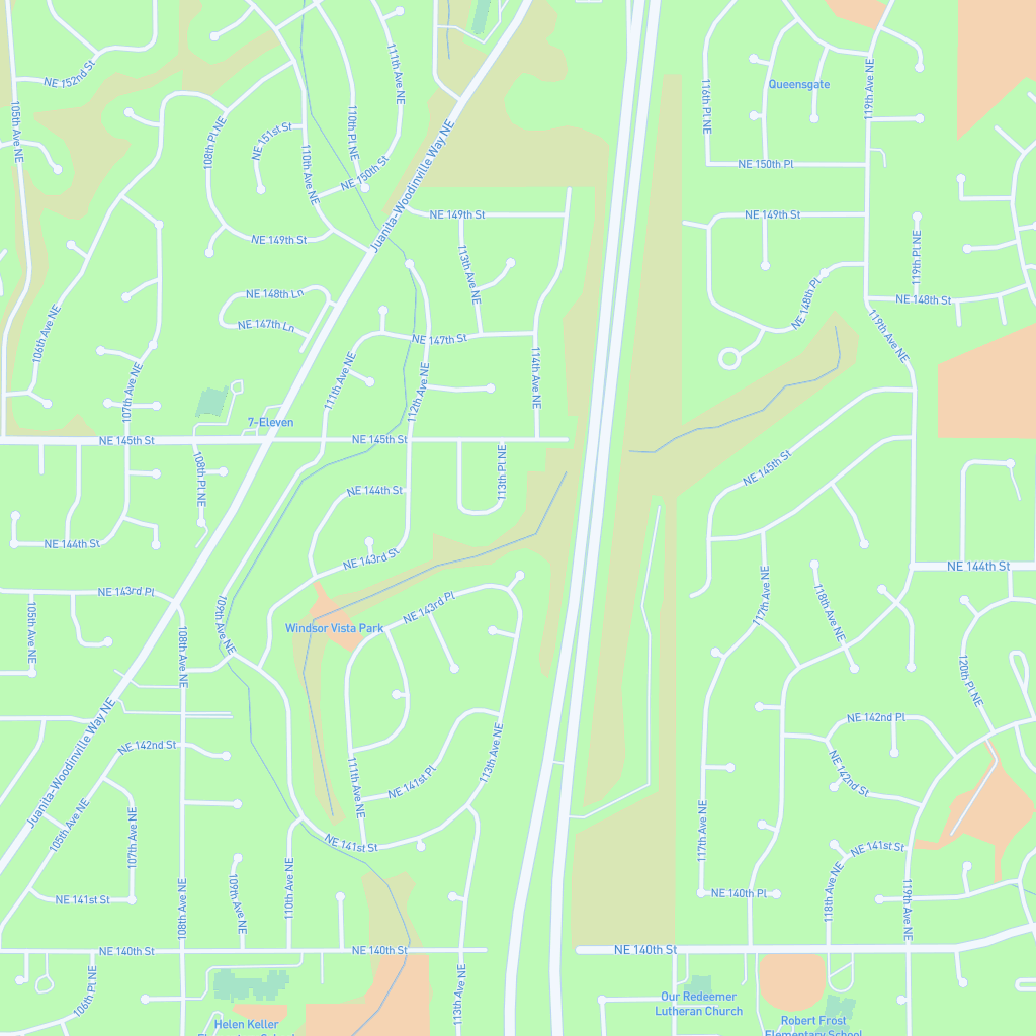 111th Ave NE
NE 152nd St
105th Ave NE
108th Pl NE
NE 151st St
110th Ave NE
110th Pl NE
NE 150th St
Juanita-Woodinville Way NE
116th Pl NE
Queensgate
119th Ave NE
NE 150th Pl
NE 149th St
NE 149th St
NE 149th St
113th Ave NE
119th Pl NE
NE 148th Ln
NE 147th Ln
NE 148th Pl
NE 148th St
106th Ave NE
NE 147th St
119th Ave NE
107th Ave NE
111th Ave NE
112th Ave NE
114th Ave NE
7-Eleven
NE 145th St
NE 145th St
108th Pl NE
113th Pl NE
NE 145th St
NE 144th St
NE 144th St
NE 143rd St
NE 144th St
NE 143rd Pl
105th Ave NE
109th Ave NE
NE 143rd Pl
Windsor Vista Park
117th Ave NE
118th Ave NE
108th Ave NE
120th Pl NE
Juanita-Woodinville Way NE
NE 142nd St
NE 142nd Pl
113th Ave NE
111th Ave NE
NE 141st Pl
NE 142nd St
105th Ave NE
107th Ave NE
NE 141st St
117th Ave NE
NE 141st St
NE 141st St
108th Ave NE
109th Ave NE
110th Ave NE
NE 140th Pl
118th Ave NE
119th Ave NE
NE 140th St
NE 140th St
NE 140th St
106th Pl NE
113th Ave NE
Our Redeemer
Lutheran Church
Helen Keller
Robert Frost
Elementary School